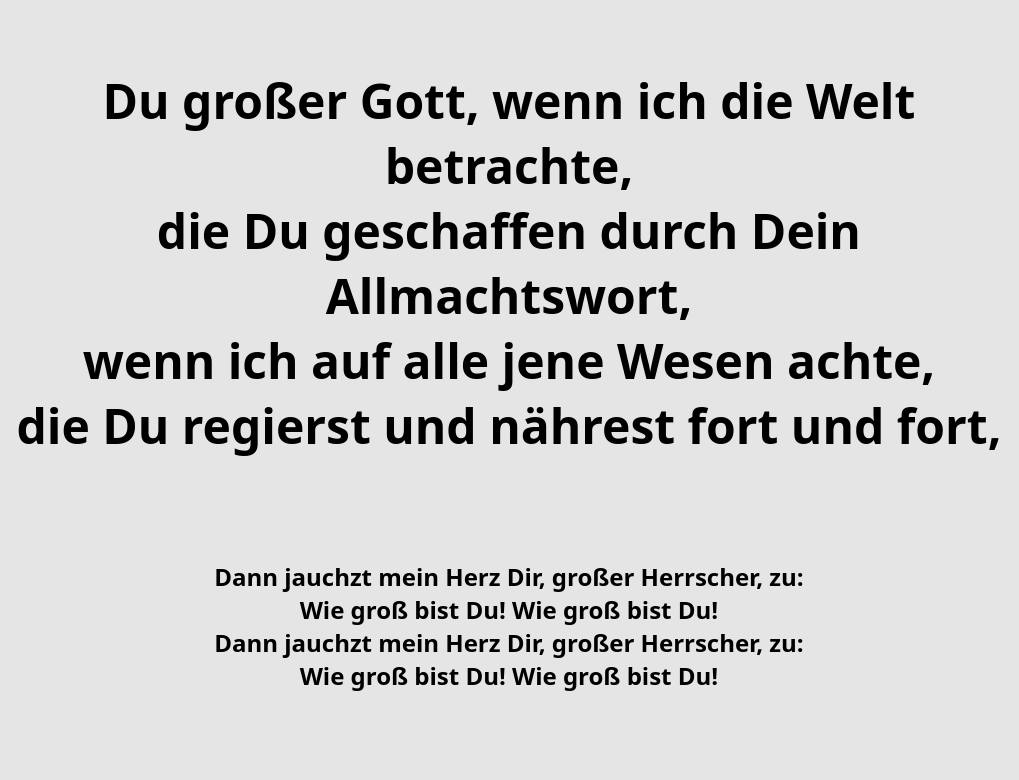 Du großer Gott, wenn ich die Welt
betrachte,
die Du geschaffen durch Dein
Allmachtswort,
wenn ich auf alle jene Wesen achte,
die Du regierst und nährest fort und fort,
Dann jauchzt mein Herz Dir, großer Herrscher, zu:
Wie groß bist Du! Wie groß bist Du!
Dann jauchzt mein Herz Dir, großer Herrscher, zu:
Wie groß bist Du! Wie groß bist Du!